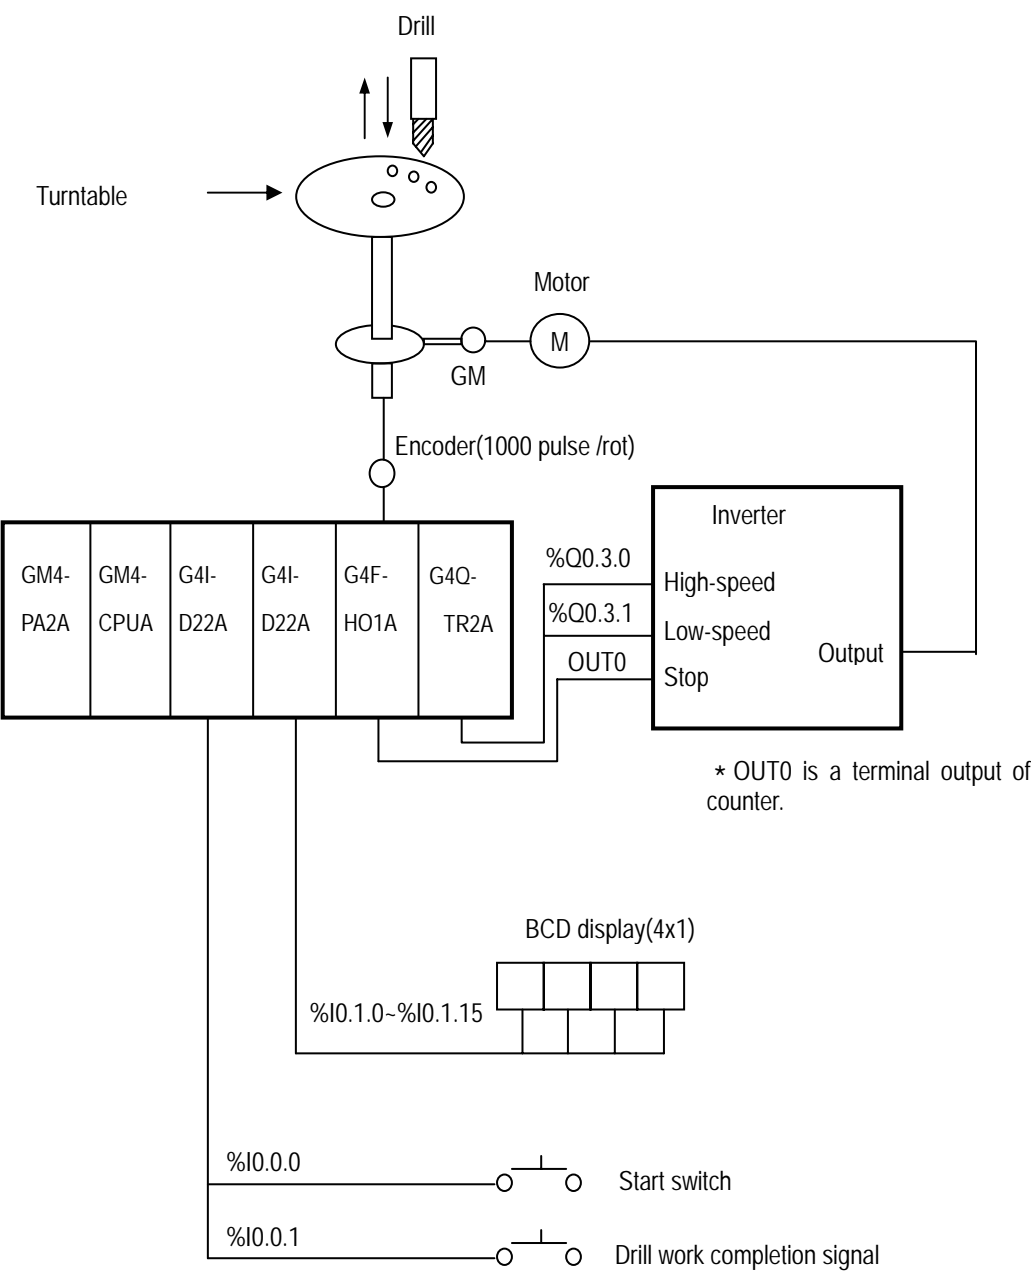 Drill
Turntable
Motor
M
GM
Encoder(1000 pulse /rot)
Inverter
%Q0.3.0
GM4- GM4- G4I- G4I- G4F- G4Q-
High-speed
%Q0.3.1
PA2A CPUA D22A D22A HO1A TR2A
Low-speed
Output
OUT0
Stop
* OUT0 is a terminal output of
counter.
BCD display(4x1)
%I0.1.0~%I0.1.15
%I0.0.0
Start switch
%I0.0.1
Drill work completion signal